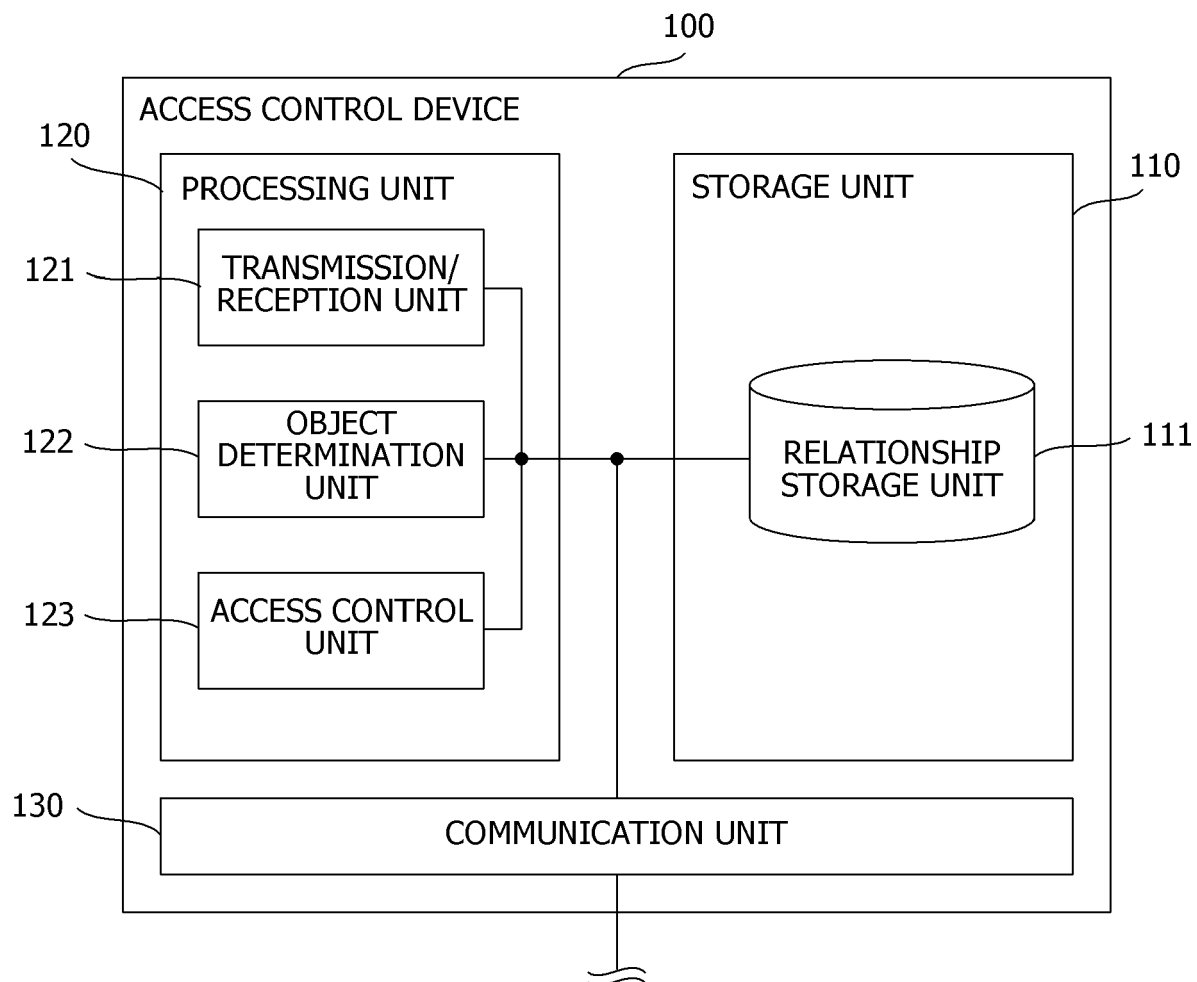 100
ACCESS CONTROL DEVICE
120
PROCESSING UNIT
STORAGE UNIT
110
121
TRANSMISSION/
RECEPTION UNIT
122
OBJECT
DETERMINATION
UNIT
RELATIONSHIP
STORAGE UNIT
111
123
ACCESS CONTROL
UNIT
130
COMMUNICATION UNIT